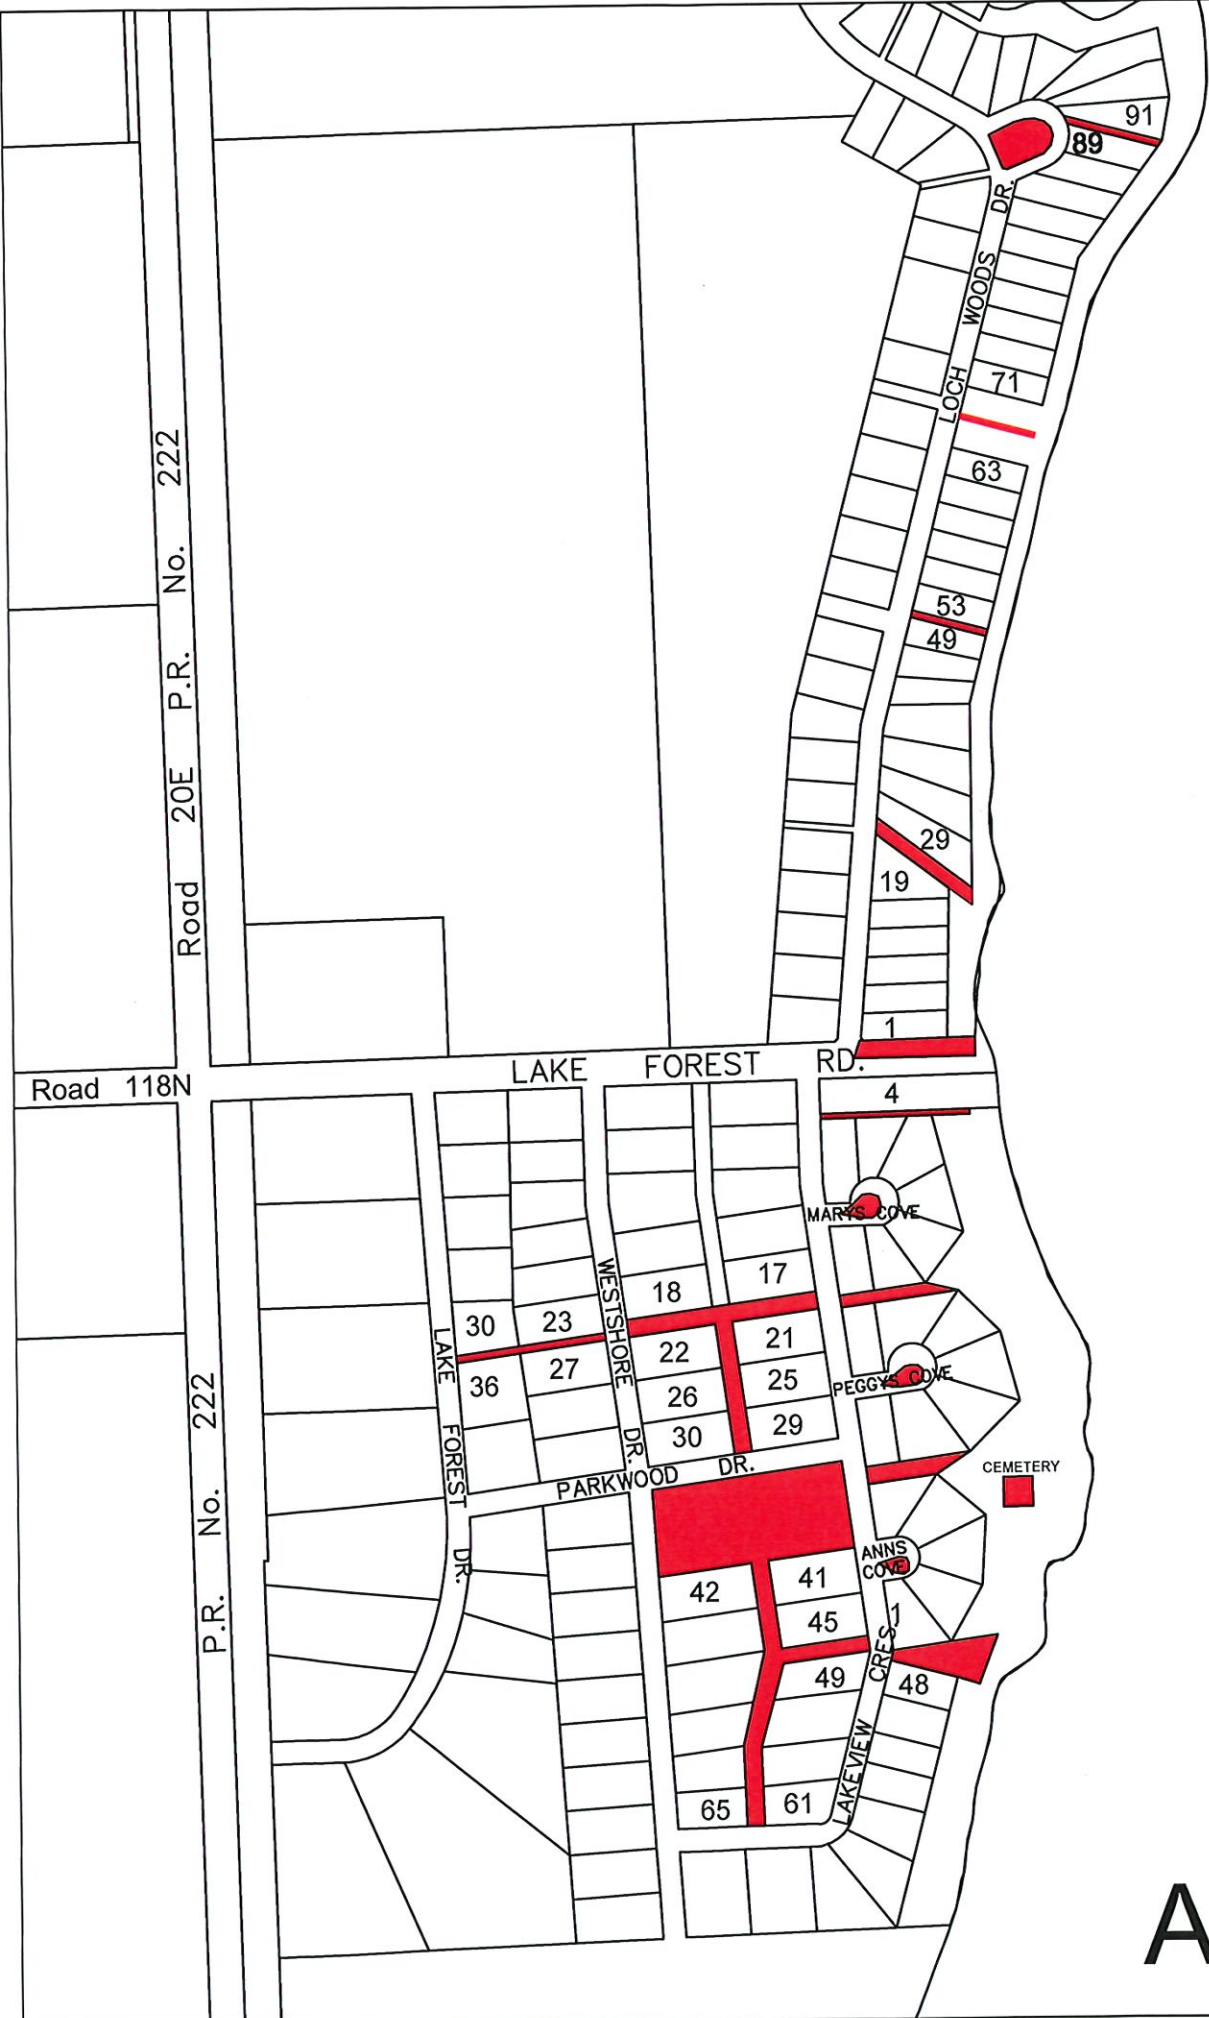 91
89
LOCH WOODS DR.
71
63
53
49
29
19
1
Road 20E P.R. No. 222
LAKE FOREST RD.
Road 118N
4
MARYS COVE
17
18
WESTSHORE DR.
23
30
21
22
27
36
25
26
29
30
PEGGYS COVE
LAKE FOREST DR.
PARKWOOD DR.
CEMETERY
P.R. No. 222
ANNS
COVE
41
42
45
1
49
48
LAKEVIEW CRES.
61
65
A